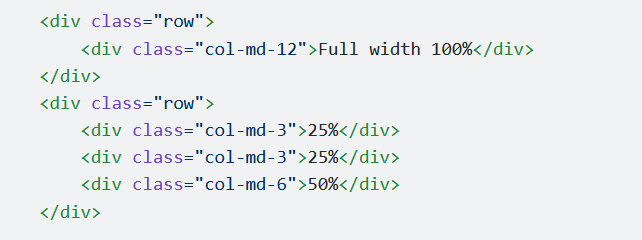 <div class="row">
    <div class="col-md-12">Full width 100%</div>
</div>
<div class="row">
    <div class="col-md-3">25%</div>
    <div class="col-md-3">25%</div>
    <div class="col-md-6">50%</div>
</div>